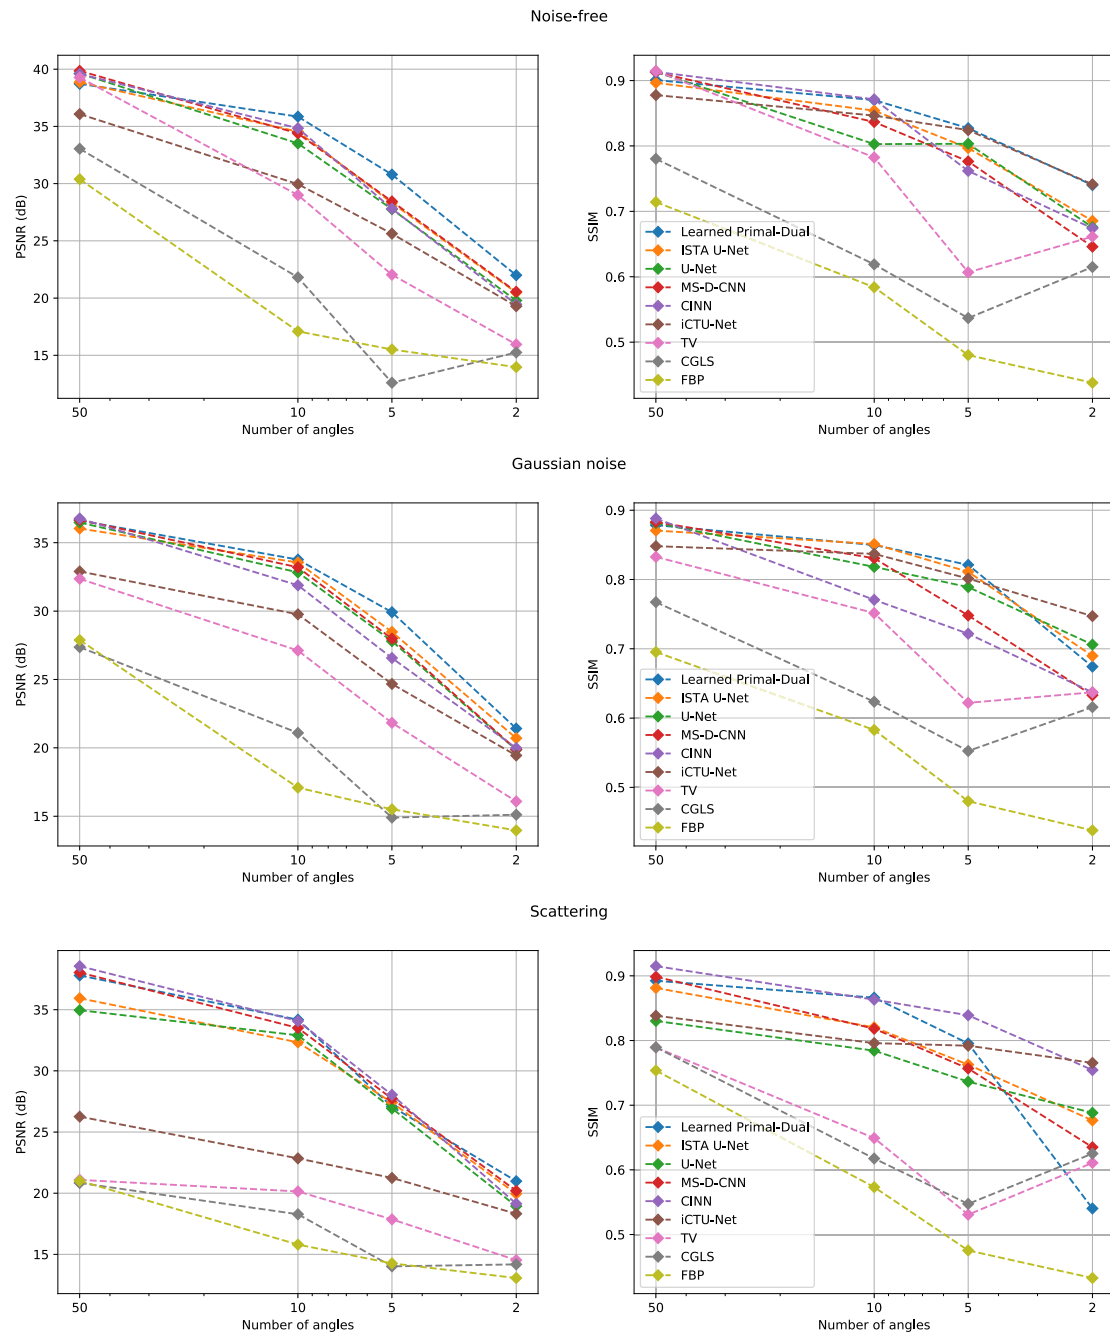 Noise-free
PSNR (dB)
40
35
30
25
20
15
50
10
5
2
Number of angles
SSIM
0.9
0.8
0.7
0.6
0.5
Learned Primal-Dual
ISTA U-Net
U-Net
MS-D-CNN
CINN
iCTU-Net
TV
CGLS
FBP
50
10
5
2
Number of angles
Gaussian noise
PSNR (dB)
35
30
25
20
15
50
10
5
2
Number of angles
SSIM
0.9
0.8
0.7
0.6
0.5
Learned Primal-Dual
ISTA U-Net
U-Net
MS-D-CNN
CINN
iCTU-Net
TV
CGLS
FBP
50
10
5
2
Number of angles
Scattering
PSNR (dB)
35
30
25
20
15
50
10
5
2
Number of angles
SSIM
0.9
0.8
0.7
0.6
0.5
Learned Primal-Dual
ISTA U-Net
U-Net
MS-D-CNN
CINN
iCTU-Net
TV
CGLS
FBP
50
10
5
2
Number of angles